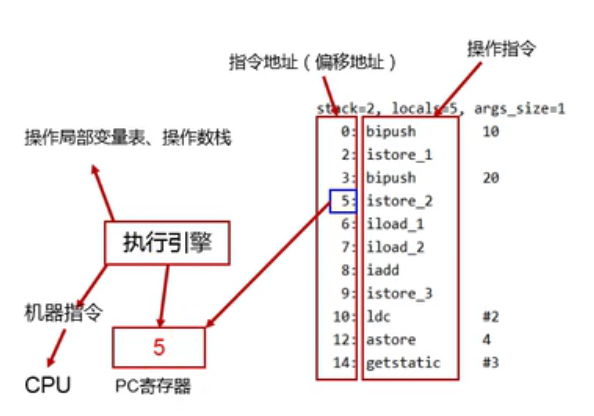 操作指令
指令地址（偏移地址）
stack=2, locals=5, args_size=1
0: bipush 10
2: istore_1
3: bipush 20
5: istore_2
6: iload_1
7: iload_2
8: iadd
9: istore_3
10: ldc #2
12: astore 4
14: getstatic #3
操作局部变量表、操作数栈
执行引擎
机器指令
5
CPU
PC寄存器